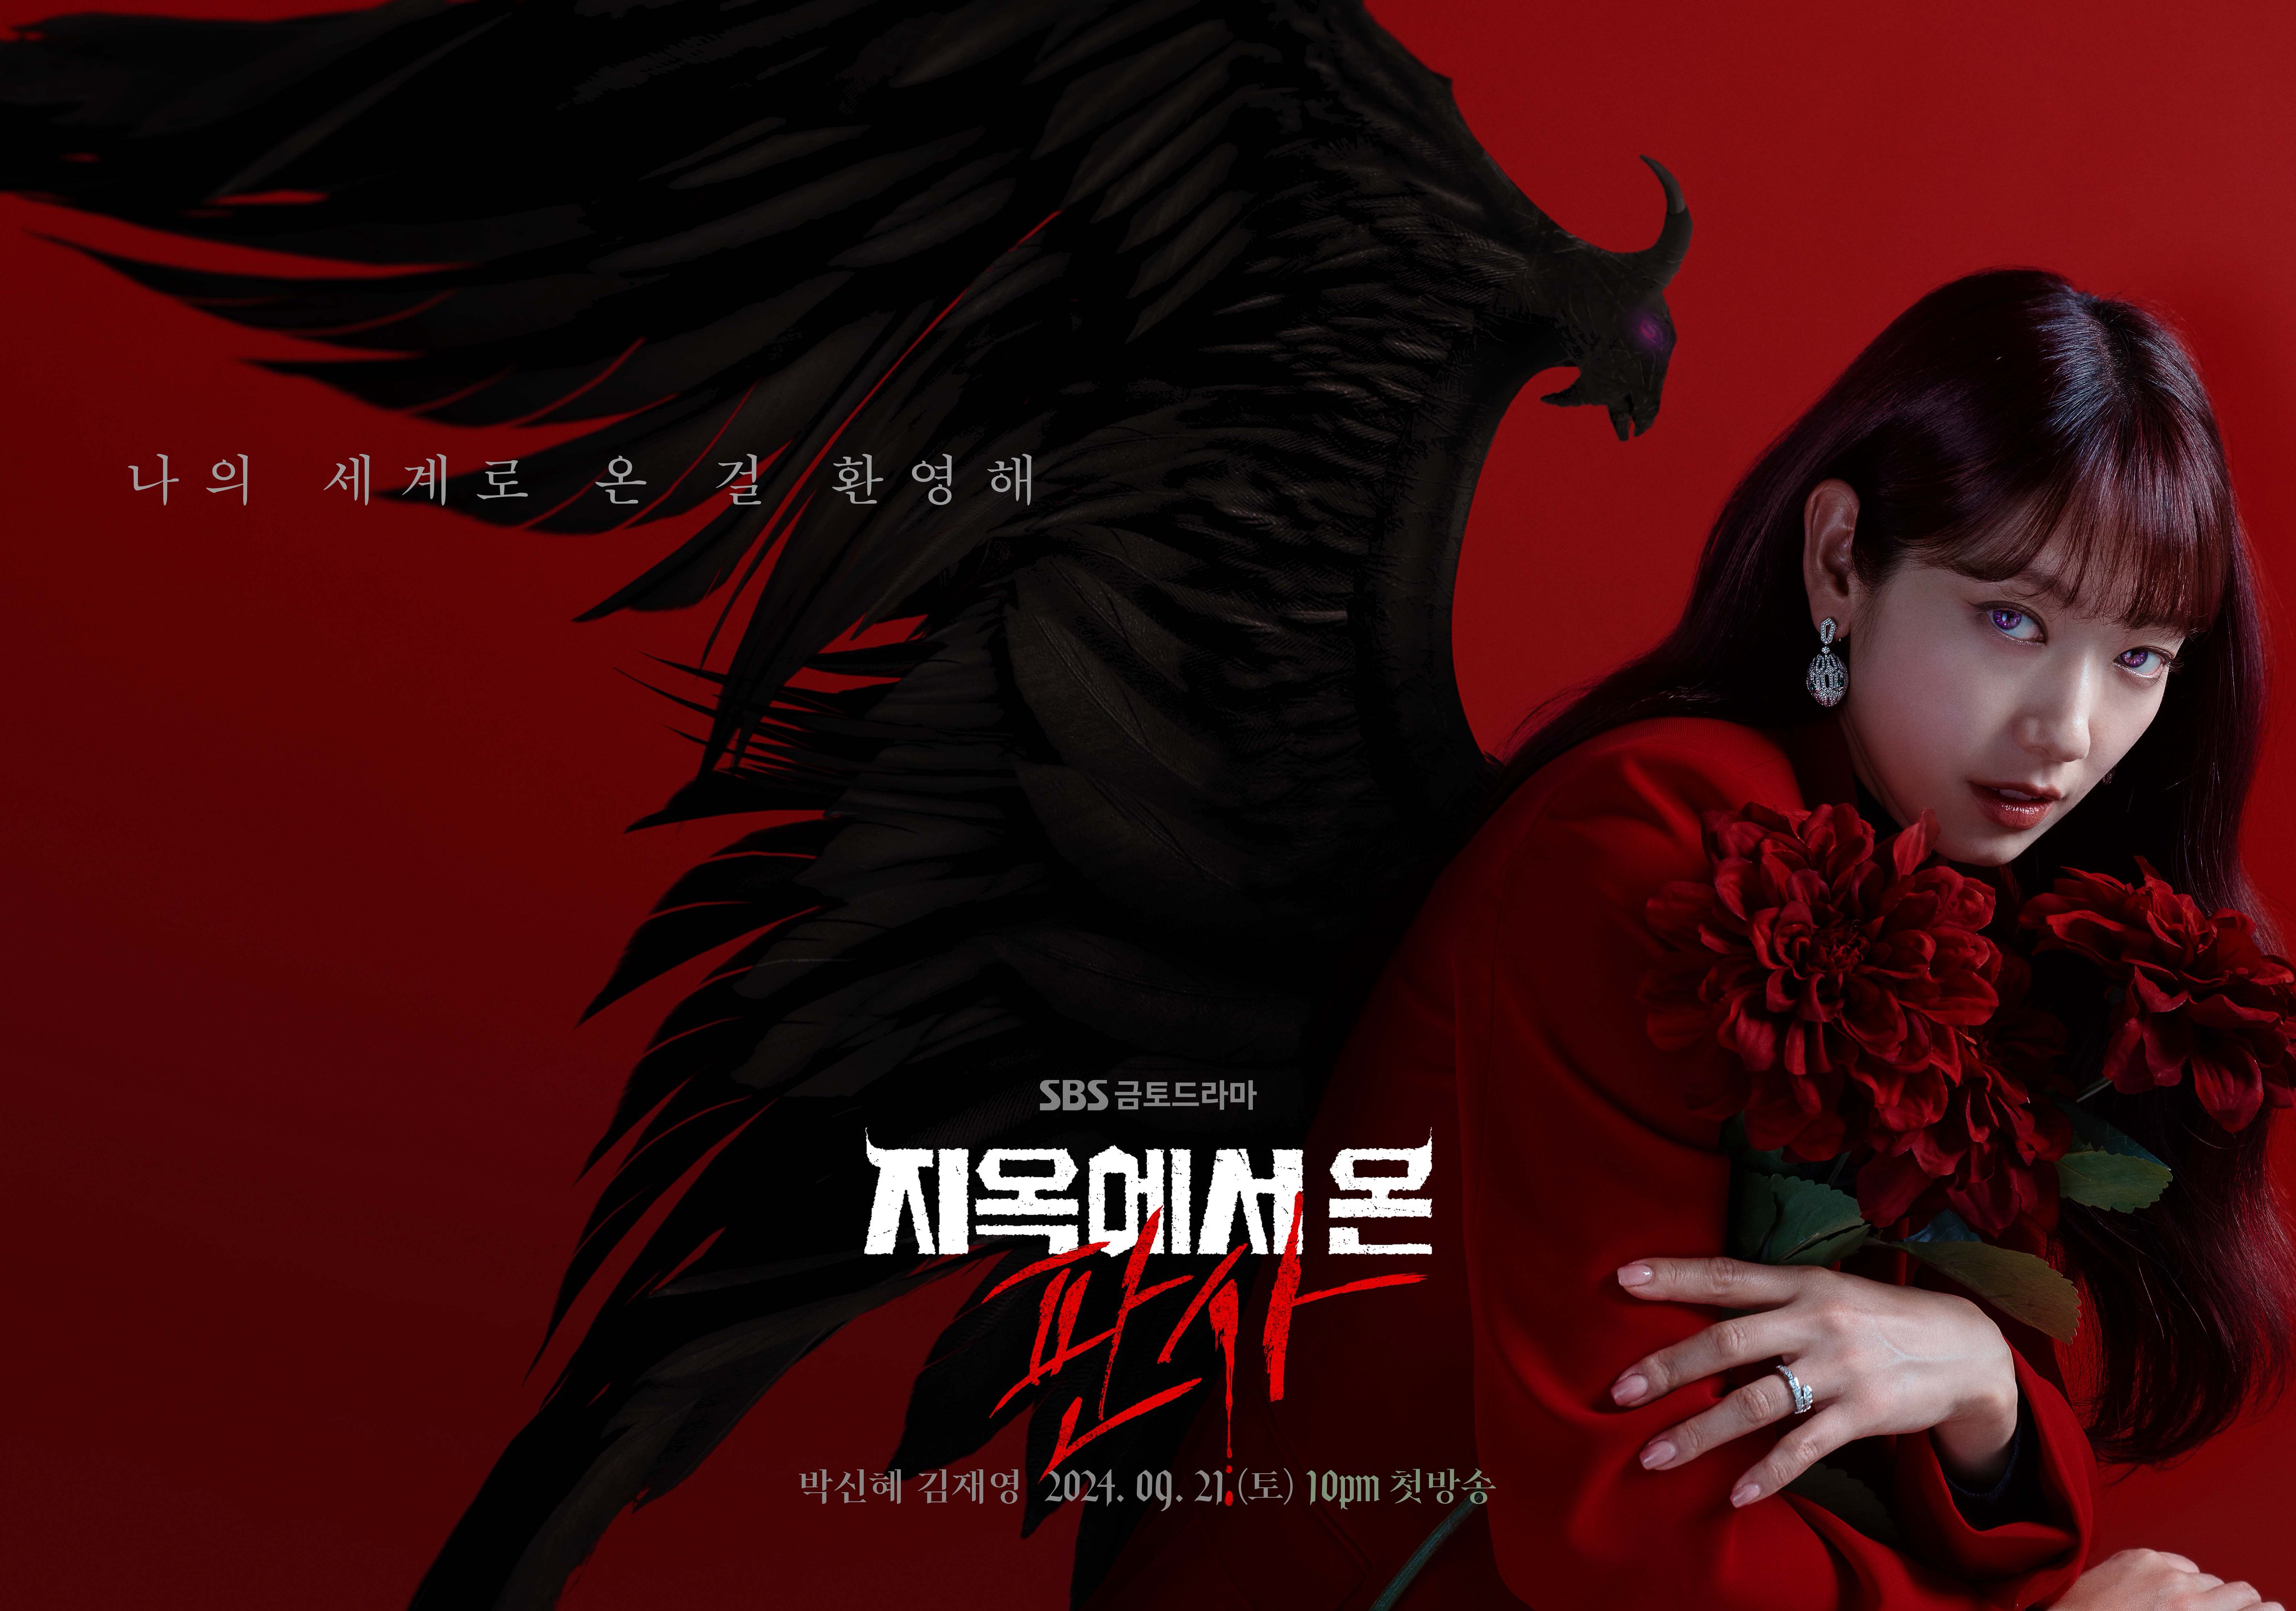 나의 세계로 온 걸 환영해
SBS 금토드라마
지옥에서 온
판사
박신혜 김재영 2024. 09. 21.(토) 10pm 첫방송